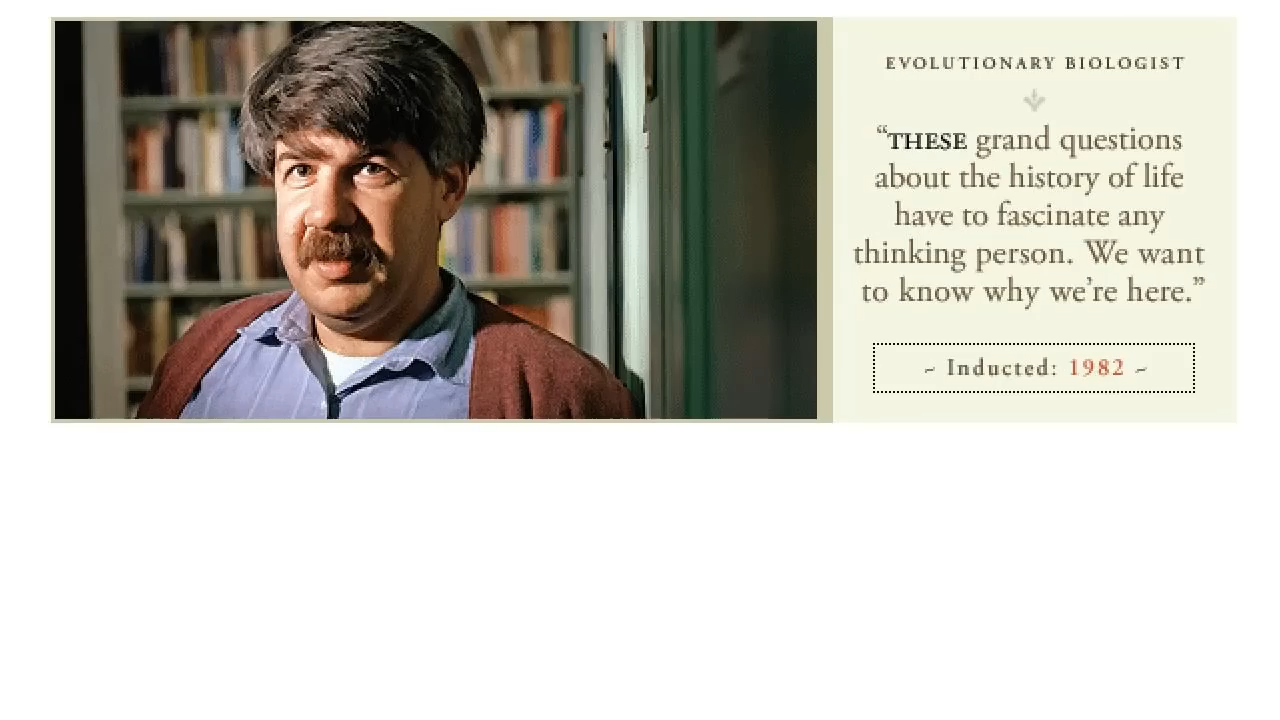 EVOLUTIONARY BIOLOGIST
“THESE grand questions
about the history of life
have to fascinate any
thinking person. We want
to know why we’re here.”
~ Inducted: 1982 ~